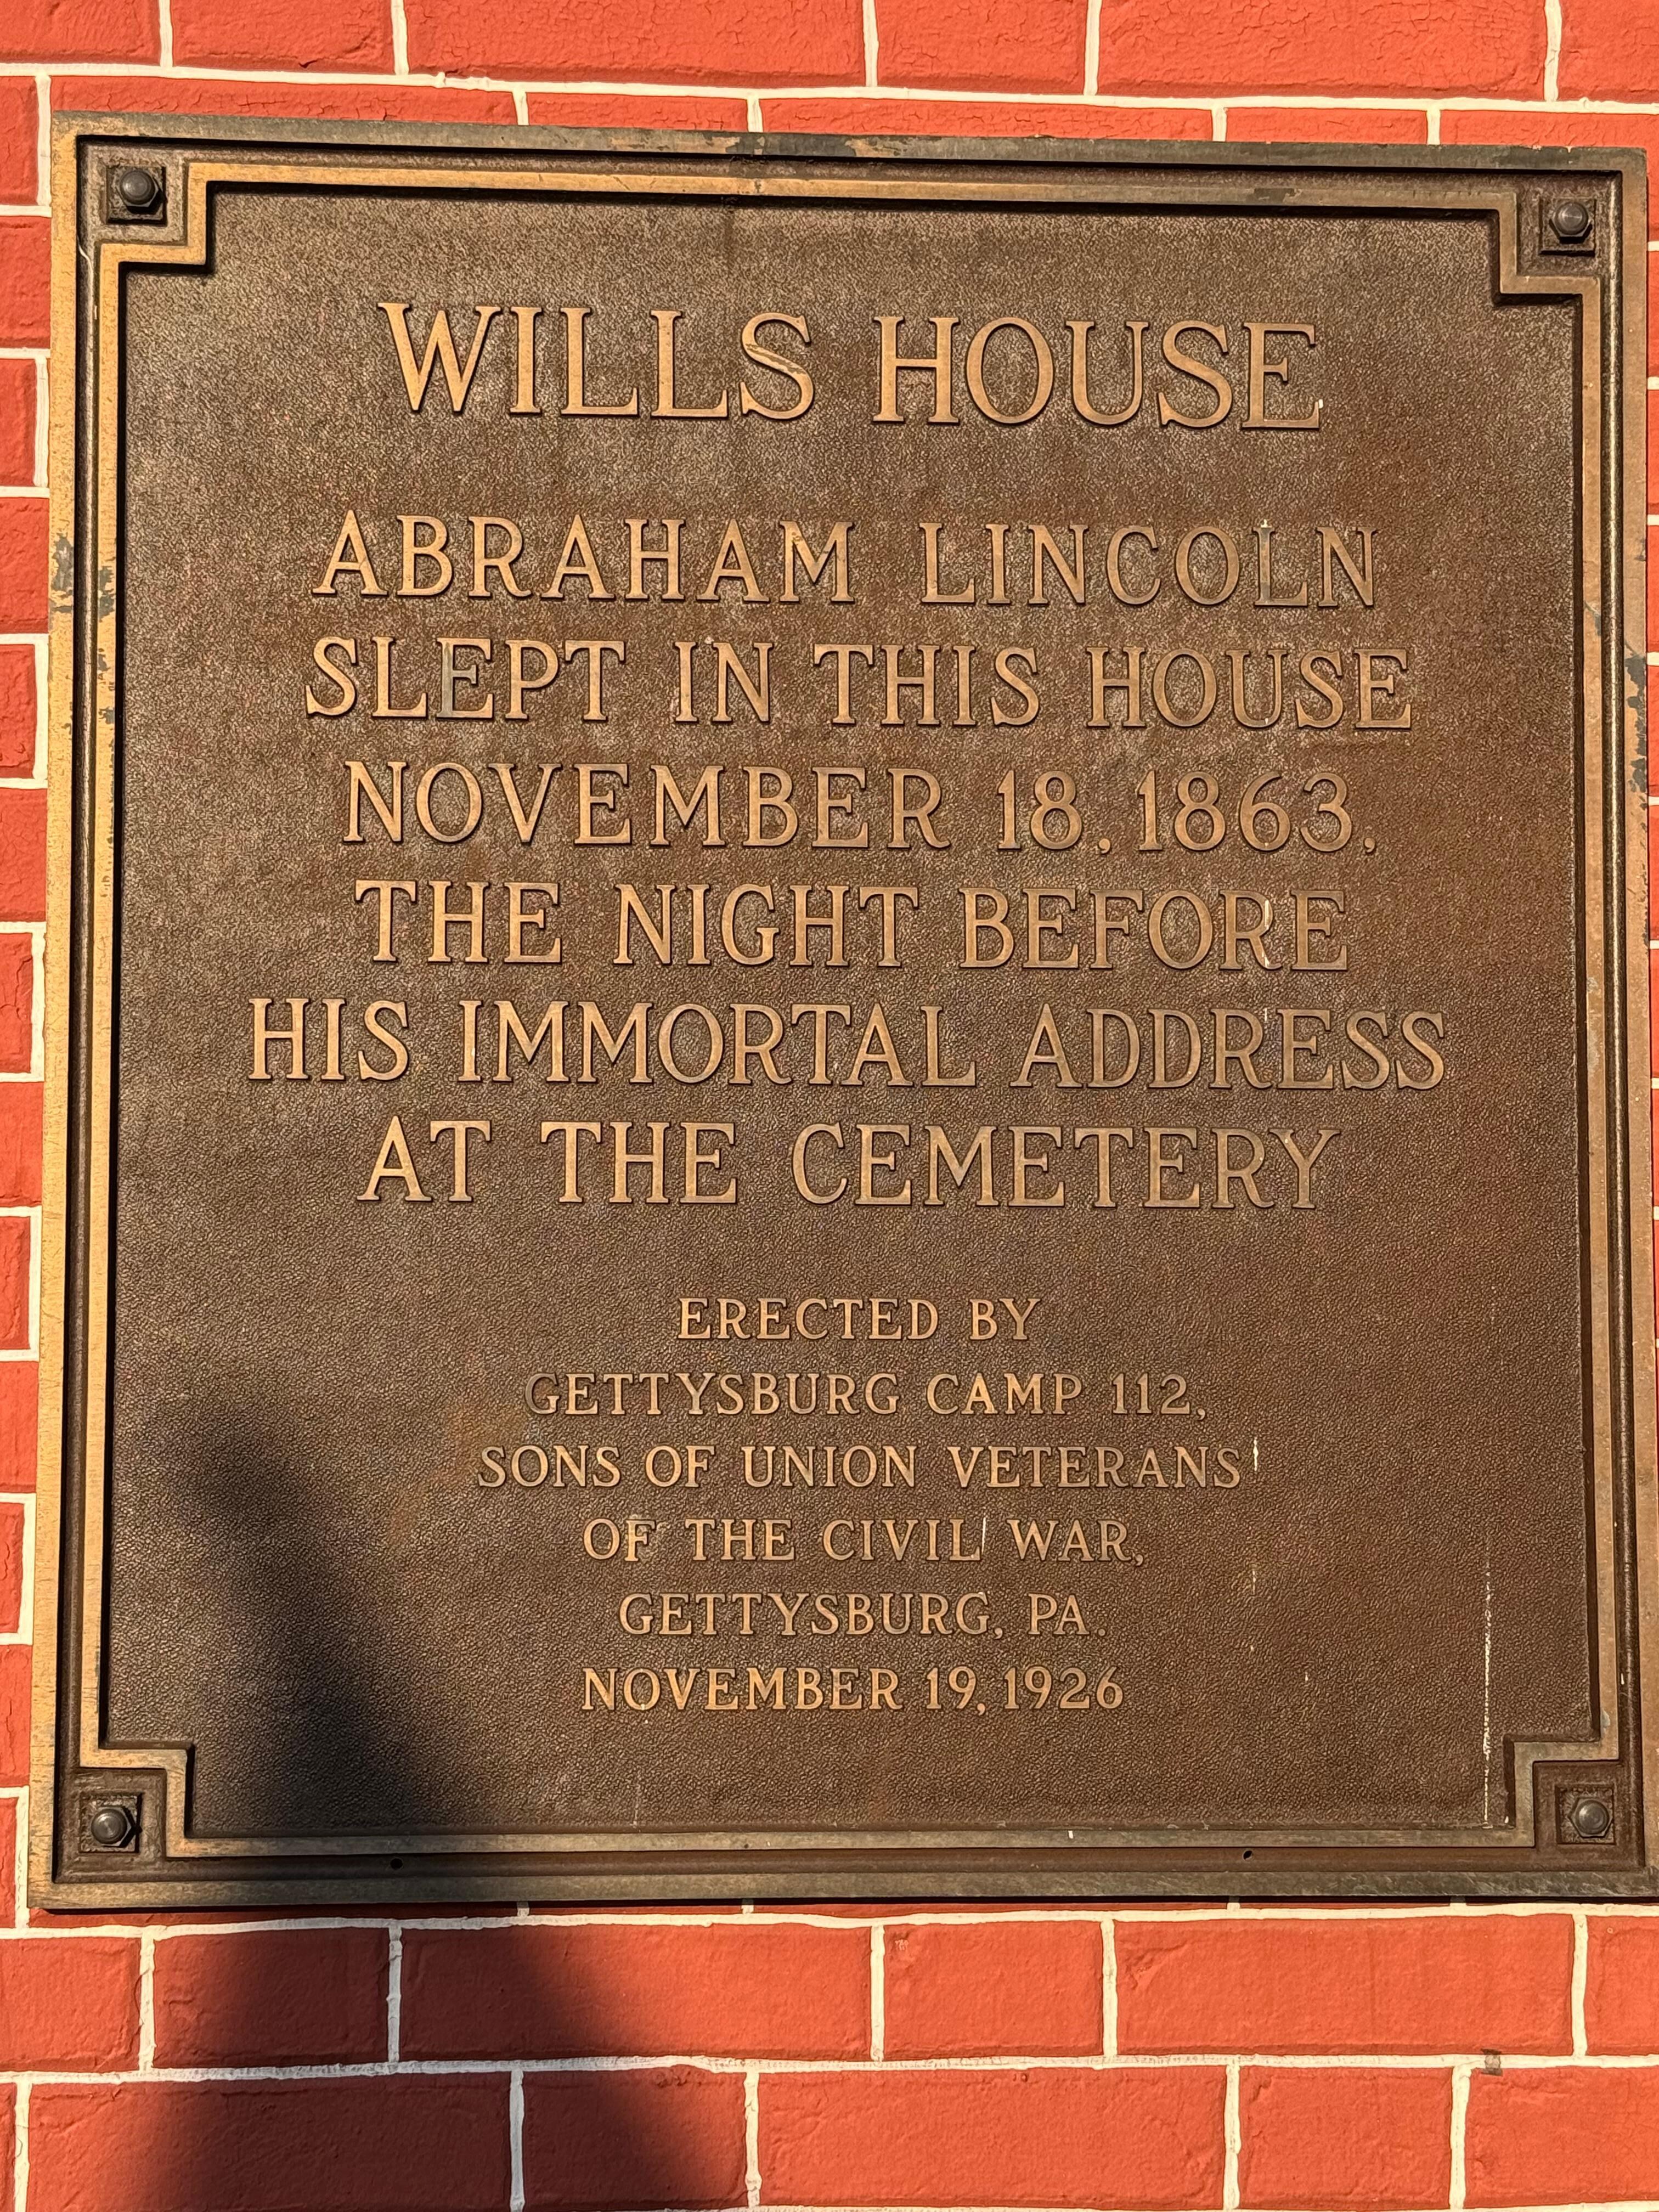 WILLS HOUSE
ABRAHAM LINCOLN
SLEPT IN THIS HOUSE
NOVEMBER 18, 1863,
THE NIGHT BEFORE
HIS IMMORTAL ADDRESS
AT THE CEMETERY
ERECTED BY
GETTYSBURG CAMP 112,
SONS OF UNION VETERANS
OF THE CIVIL WAR,
GETTYSBURG, PA.
NOVEMBER 19, 1926